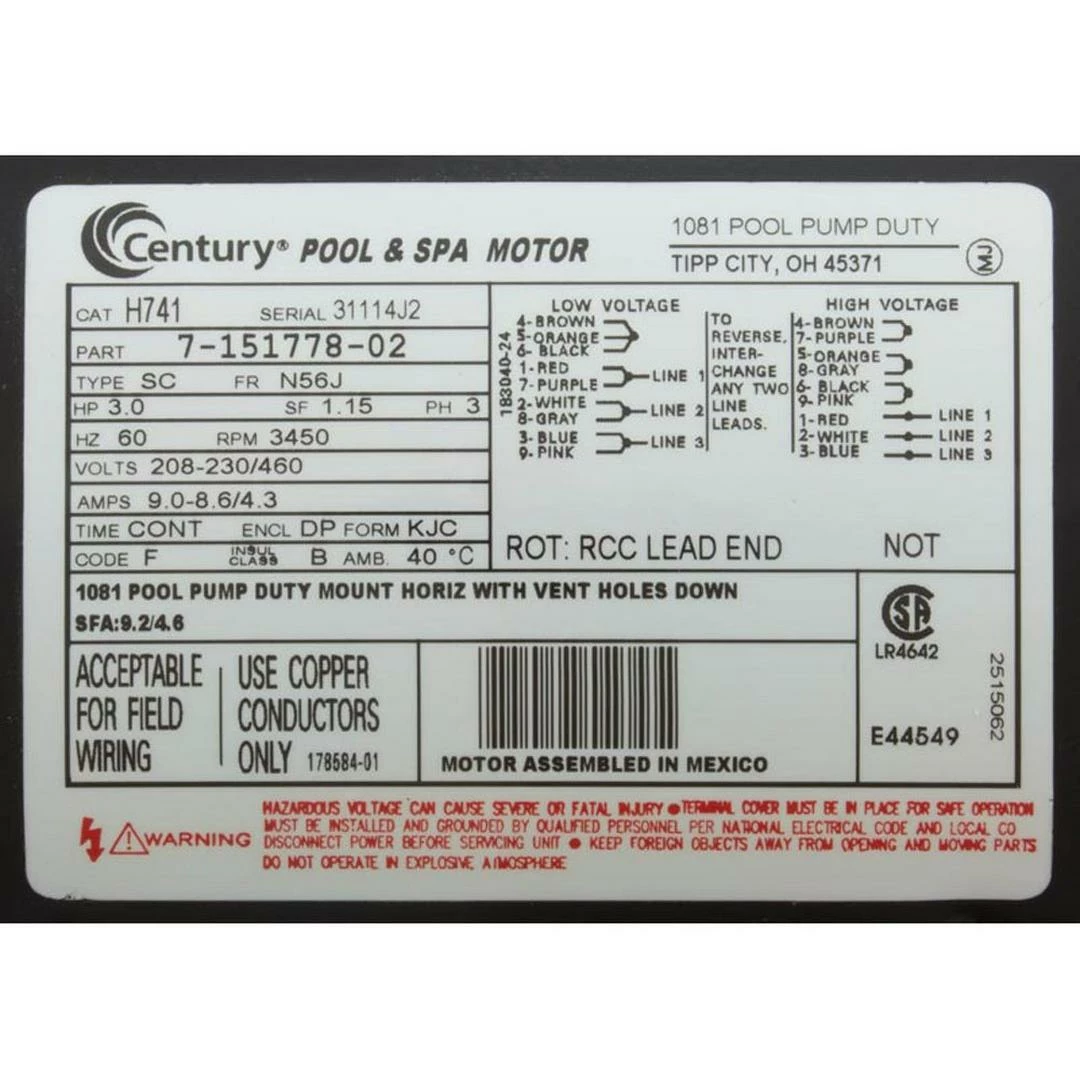 Century® POOL & SPA MOTOR
1081 POOL PUMP DUTY
TIPP CITY, OH 45371
MJ
CAT H741 SERIAL 31114J2
PART 7-151778-02
TYPE SC FR N56J
HP 3.0 SF 1.15 PH 3
HZ 60 RPM 3450
VOLTS 208-230/460
AMPS 9.0-8.6/4.3
TIME CONT ENCL DP FORM KJC
CODE F INSUL CLASS B AMB. 40 °C
183040-24
LOW VOLTAGE
4-BROWN
5-ORANGE
6-BLACK
1-RED
7-PURPLE LINE 1
2-WHITE
8-GRAY LINE 2
3-BLUE
9-PINK LINE 3
TO
REVERSE,
INTER-
CHANGE
ANY TWO
LINE
LEADS.
HIGH VOLTAGE
4-BROWN
7-PURPLE
5-ORANGE
8-GRAY
6-BLACK
9-PINK
1-RED LINE 1
2-WHITE LINE 2
3-BLUE LINE 3
ROT: RCC LEAD END NOT
1081 POOL PUMP DUTY MOUNT HORIZ WITH VENT HOLES DOWN
SFA:9.2/4.6
SA
LR4642
E44549
2515062
ACCEPTABLE
FOR FIELD
WIRING
USE COPPER
CONDUCTORS
ONLY 178584-01
MOTOR ASSEMBLED IN MEXICO
WARNING
HAZARDOUS VOLTAGE CAN CAUSE SEVERE OR FATAL INJURY ● TERMINAL COVER MUST BE IN PLACE FOR SAFE OPERATION
MUST BE INSTALLED AND GROUNDED BY QUALIFIED PERSONNEL PER NATIONAL ELECTRICAL CODE AND LOCAL CO
DISCONNECT POWER BEFORE SERVICING UNIT ● KEEP FOREIGN OBJECTS AWAY FROM OPENING AND MOVING PARTS
DO NOT OPERATE IN EXPLOSIVE ATMOSPHERE